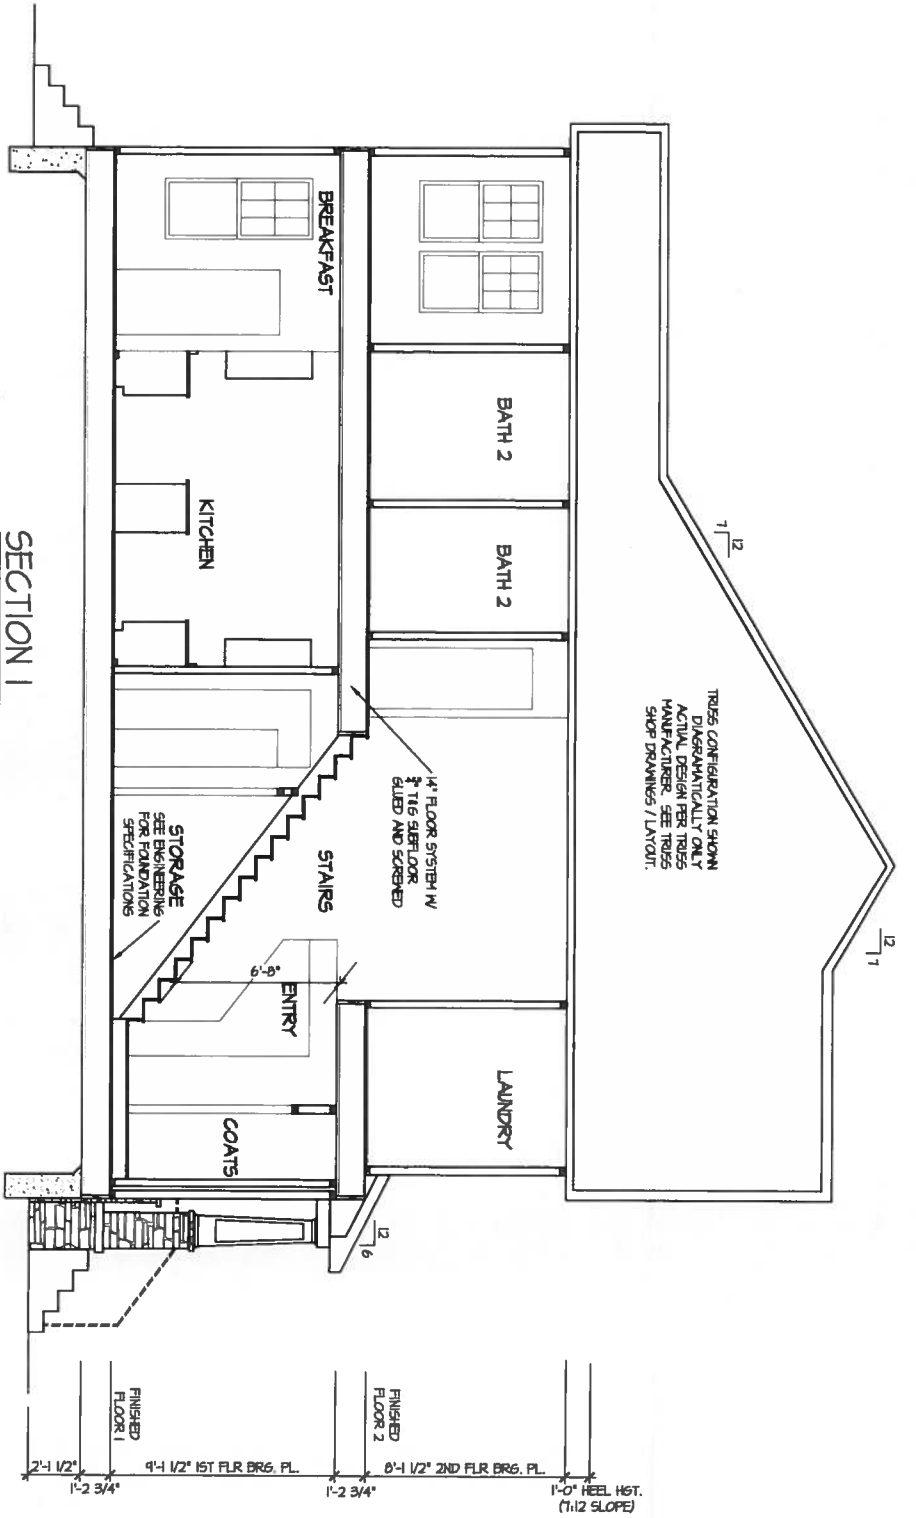 12
7
12
7
TRUSS CONFIGURATION SHOWN
DIAGRAMATICALLY ONLY
ACTUAL DESIGN PER TRUSS
MANUFACTURER. SEE TRUSS
SHOP DRAWINGS / LAYOUT.
BATH 2
BATH 2
LAUNDRY
14" FLOOR SYSTEM W/
3/4" T&G SUBFLOOR
GLUED AND SCREWED
12
6
BREAKFAST
KITCHEN
STAIRS
6'-8"
ENTRY
COATS
STORAGE
SEE ENGINEERING
FOR FOUNDATION
SPECIFICATIONS
1'-0" HEEL HGT.
(7:12 SLOPE)
8'-1 1/2" 2ND FLR BRG. PL.
FINISHED
FLOOR 2
1'-2 3/4"
9'-1 1/2" 1ST FLR BRG. PL.
FINISHED
FLOOR 1
1'-2 3/4"
2'-1 1/2"
SECTION 1